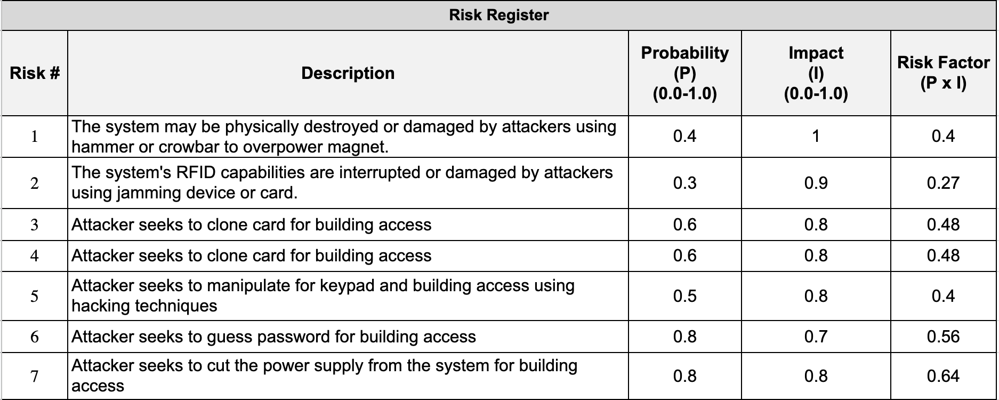 Risk Register
Risk #
Description
Probability
(P)
(0.0-1.0)
Impact
(I)
(0.0-1.0)
Risk Factor
(P x I)
1
The system may be physically destroyed or damaged by attackers using
hammer or crowbar to overpower magnet.
0.4
1
0.4
2
The system's RFID capabilities are interrupted or damaged by attackers
using jamming device or card.
0.3
0.9
0.27
3
Attacker seeks to clone card for building access
0.6
0.8
0.48
4
Attacker seeks to clone card for building access
0.6
0.8
0.48
5
Attacker seeks to manipulate for keypad and building access using
hacking techniques
0.5
0.8
0.4
6
Attacker seeks to guess password for building access
0.8
0.7
0.56
7
Attacker seeks to cut the power supply from the system for building
access
0.8
0.8
0.64